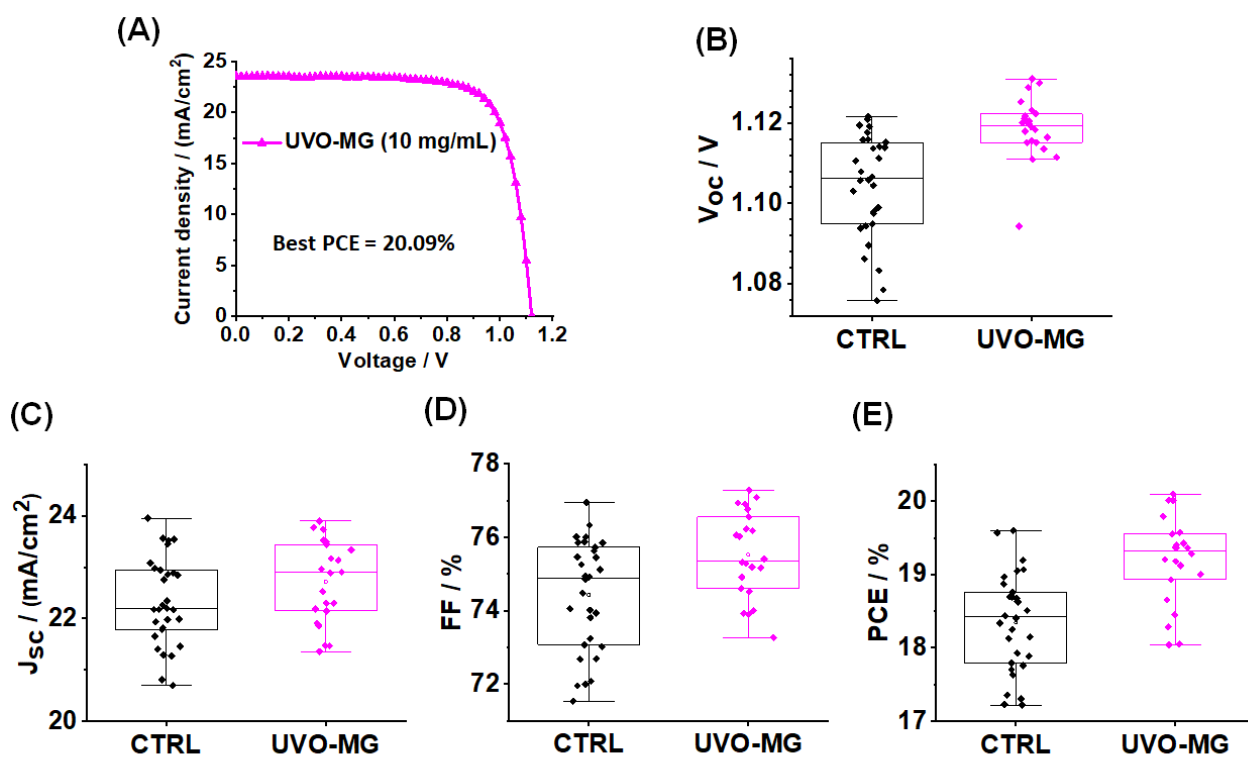 (A)
Current density / (mA/cm²)
25
20
15
10
5
0
UVO-MG (10 mg/mL)
Best PCE = 20.09%
0.0 0.2 0.4 0.6 0.8 1.0 1.2
Voltage / V
(B)
VOC / V
1.12
1.10
1.08
CTRL UVO-MG
(C)
JSC / (mA/cm²)
24
22
20
CTRL UVO-MG
(D)
FF / %
78
76
74
72
CTRL UVO-MG
(E)
PCE / %
20
19
18
17
CTRL UVO-MG